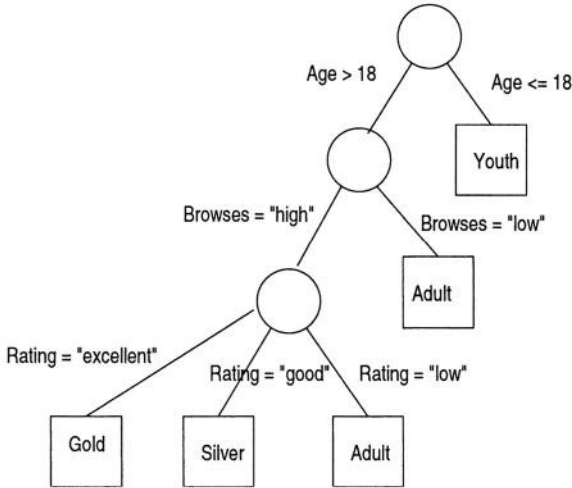 Age > 18
Age <= 18
Youth
Browses = "high"
Browses = "low"
Adult
Rating = "excellent"
Rating = "good"
Rating = "low"
Gold
Silver
Adult